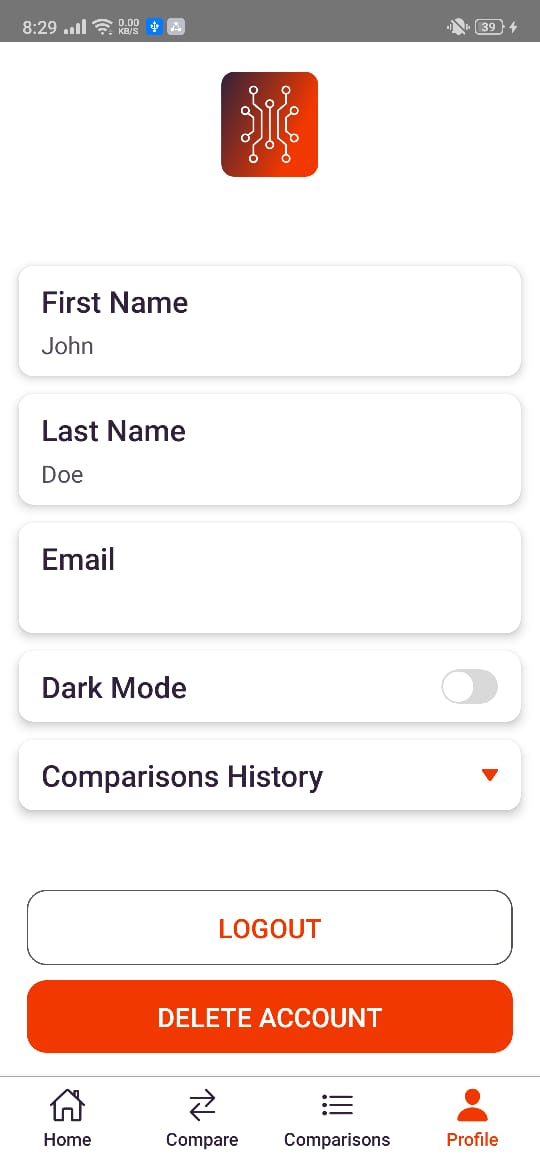 8:29 0.00 KB/S 39
First Name
John
Last Name
Doe
Email
Dark Mode
Comparisons History
LOGOUT
DELETE ACCOUNT
Home Compare Comparisons Profile